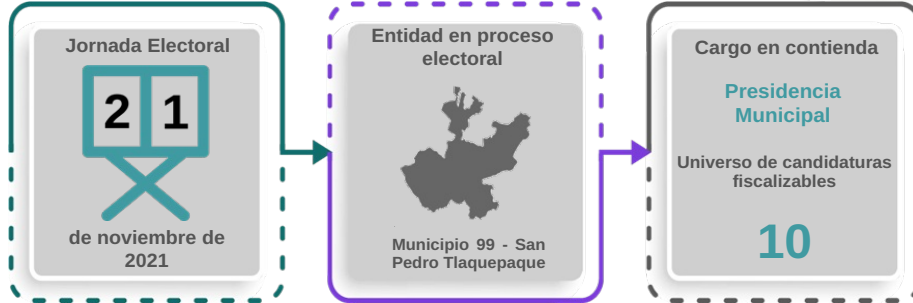 Jornada Electoral
2 1
de noviembre de
2021
Entidad en proceso
electoral
Municipio 99 - San
Pedro Tlaquepaque
Cargo en contienda
Presidencia
Municipal
Universo de candidaturas
fiscalizables
10